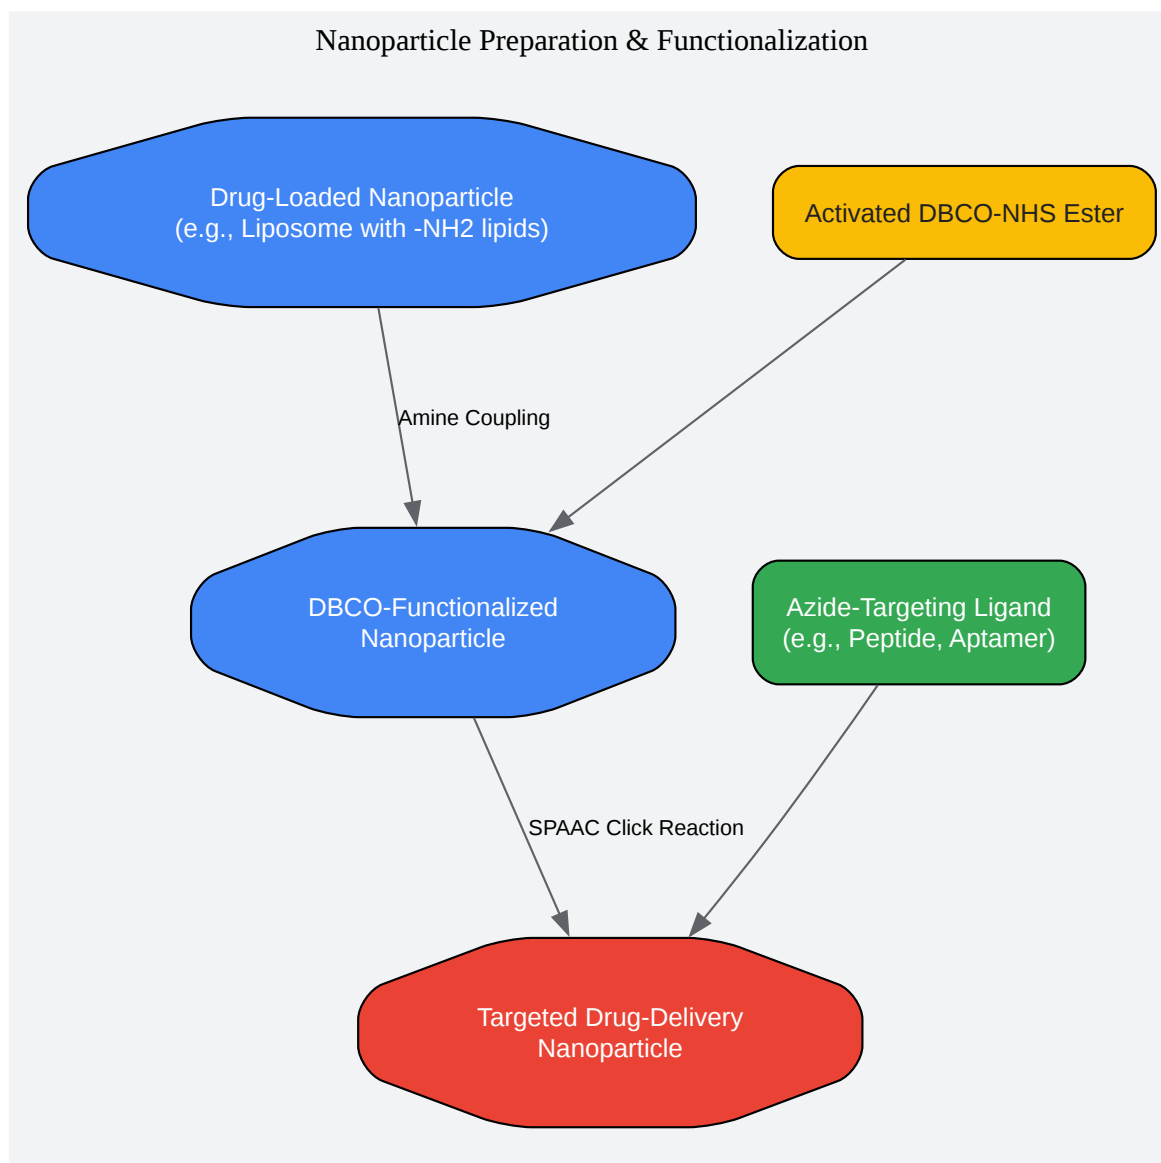 Nanoparticle Preparation & Functionalization
Drug-Loaded Nanoparticle
(e.g., Liposome with -NH2 lipids)
Activated DBCO-NHS Ester
Amine Coupling
DBCO-Functionalized
Nanoparticle
Azide-Targeting Ligand
(e.g., Peptide, Aptamer)
SPAAC Click Reaction
Targeted Drug-Delivery
Nanoparticle